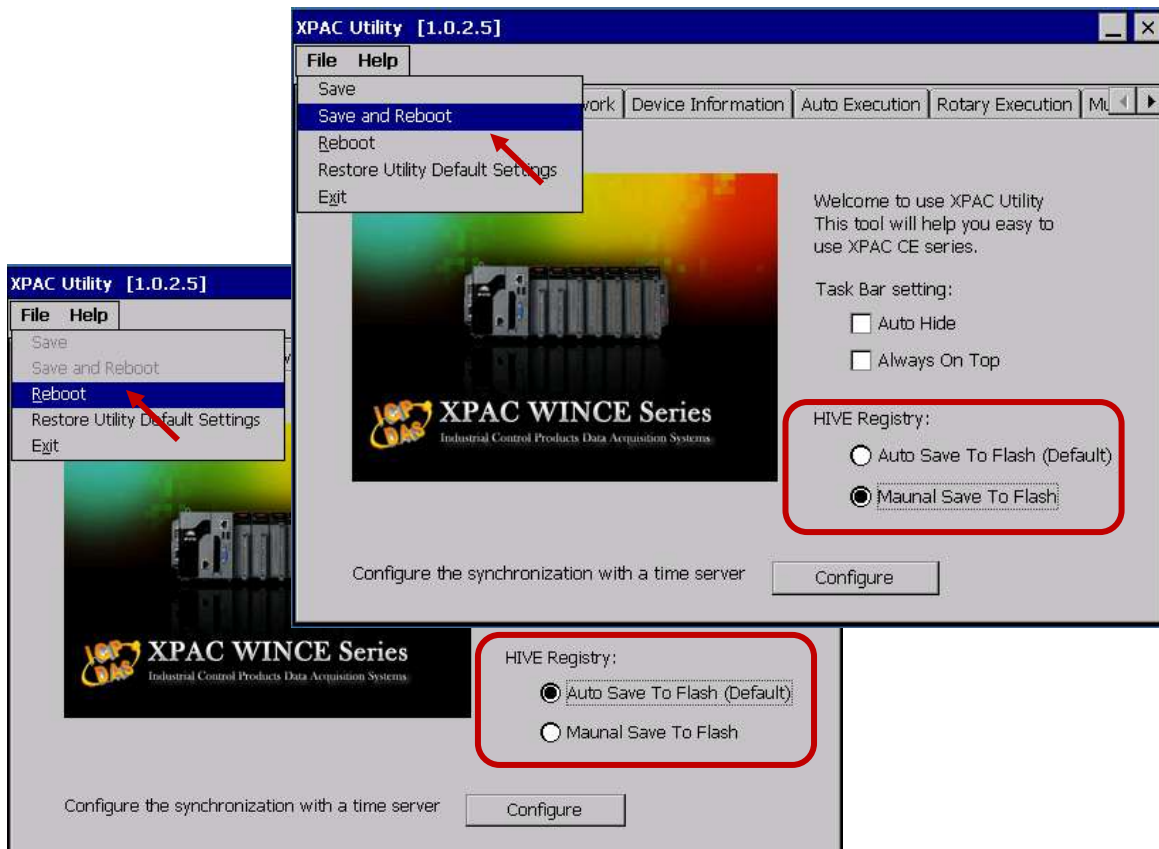 XPAC Utility [1.0.2.5]
File Help
Save
Save and Reboot
Reboot
Restore Utility Default Settings
Exit
Device Information
Auto Execution
Rotary Execution
Welcome to use XPAC Utility
This tool will help you easy to
use XPAC CE series.
Task Bar setting:
Auto Hide
Always On Top
ICP
DAS
XPAC WINCE Series
Industrial Control Products Data Acquisition Systems
HIVE Registry:
Auto Save To Flash (Default)
Maunal Save To Flash
Configure the synchronization with a time server
Configure
XPAC Utility [1.0.2.5]
File Help
Save
Save and Reboot
Reboot
Restore Utility Default Settings
Exit
ICP
DAS
XPAC WINCE Series
Industrial Control Products Data Acquisition Systems
HIVE Registry:
Auto Save To Flash (Default)
Maunal Save To Flash
Configure the synchronization with a time server
Configure